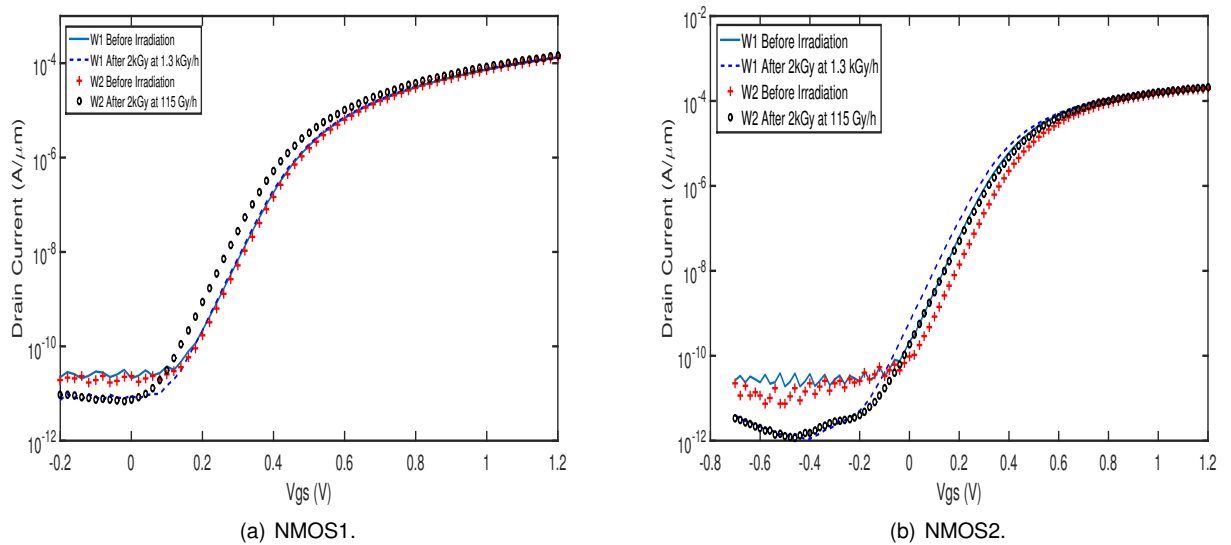 W1 Before Irradiation
W1 After 2kGy at 1.3 kGy/h
W2 Before Irradiation
W2 After 2kGy at 115 Gy/h
10^-4
10^-6
10^-8
10^-10
10^-12
Drain Current (A/μm)
-0.2 0 0.2 0.4 0.6 0.8 1 1.2
Vgs (V)
(a) NMOS1.
W1 Before Irradiation
W1 After 2kGy at 1.3 kGy/h
W2 Before Irradiation
W2 After 2kGy at 115 Gy/h
10^-2
10^-4
10^-6
10^-8
10^-10
10^-12
Drain Current (A/μm)
-0.8 -0.6 -0.4 -0.2 0 0.2 0.4 0.6 0.8 1 1.2
Vgs (V)
(b) NMOS2.